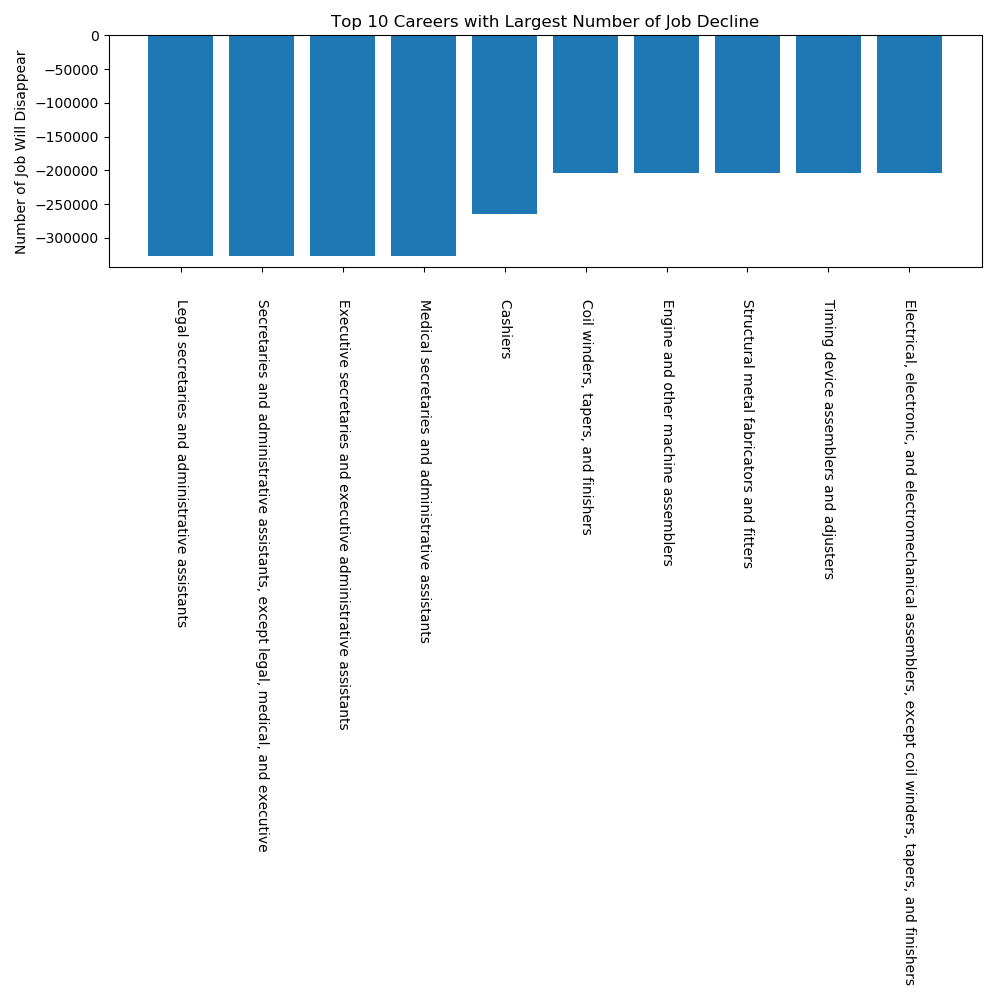 Top 10 Careers with Largest Number of Job Decline
Number of Job Will Disappear
0
−50000
−100000
−150000
−200000
−250000
−300000
Legal secretaries and administrative assistants
Secretaries and administrative assistants, except legal, medical, and executive
Executive secretaries and executive administrative assistants
Medical secretaries and administrative assistants
Cashiers
Coil winders, tapers, and finishers
Engine and other machine assemblers
Structural metal fabricators and fitters
Timing device assemblers and adjusters
Electrical, electronic, and electromechanical assemblers, except coil winders, tapers, and finishers